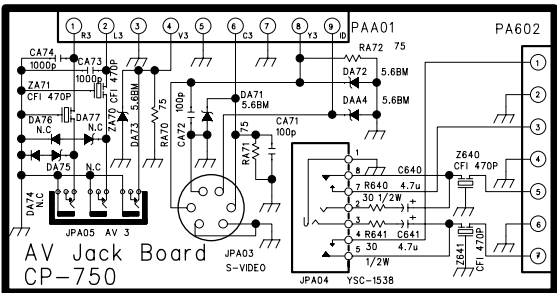 1 2 3 4 5 6 7 8 9 PAA01
R3 L3 V3 C3 Y3 ID
PA602
CA74 1000p
CA73 1000p
ZA71 CFI 470P
ZA70 CFI 470P
DA76 N.C
DA77 N.C
DA75 N.C
DA74 N.C
DA73 5.6BM
RA70 75
CA72 100p
DA71 5.6BM
RA71 75
CA71 100p
RA72 75
DA72 5.6BM
DAA4 5.6BM
JPA05 AV 3
JPA03 S-VIDEO
1
8 C640
7 R640 4.7u
2 30 1/2W
3
4 R641 C641
5 30 4.7u
1/2W
JPA04 YSC-1538
Z640 CFI 470P
Z641 CFI 470P
1
2
3
4
5
6
7
AV Jack Board
CP-750